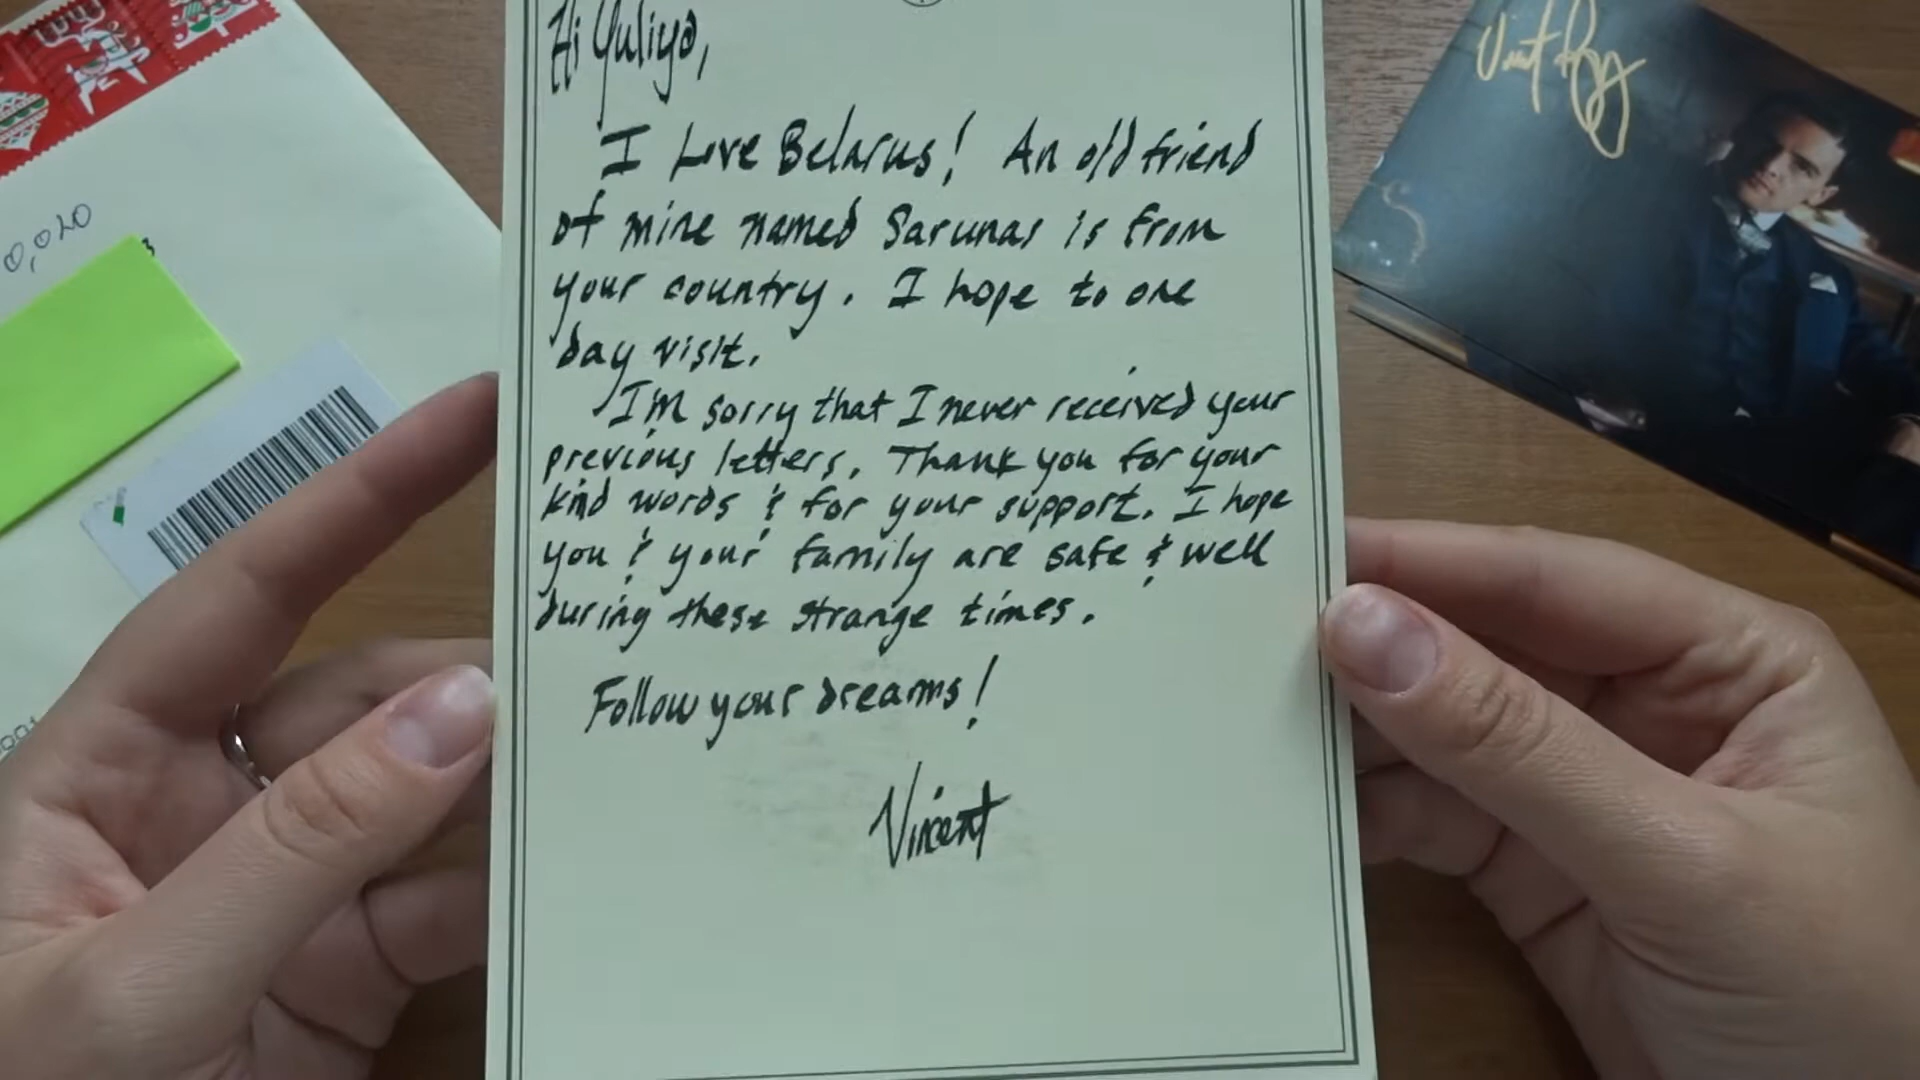 Hi Yuliya,
I Love Belarus! An old friend
of mine named Sarunas is from
your country. I hope to one
day visit.
I'm sorry that I never received your
previous letters. Thank you for your
kind words & for your support. I hope
you & your family are safe & well
during these strange times.
Follow your dreams!
Vincent